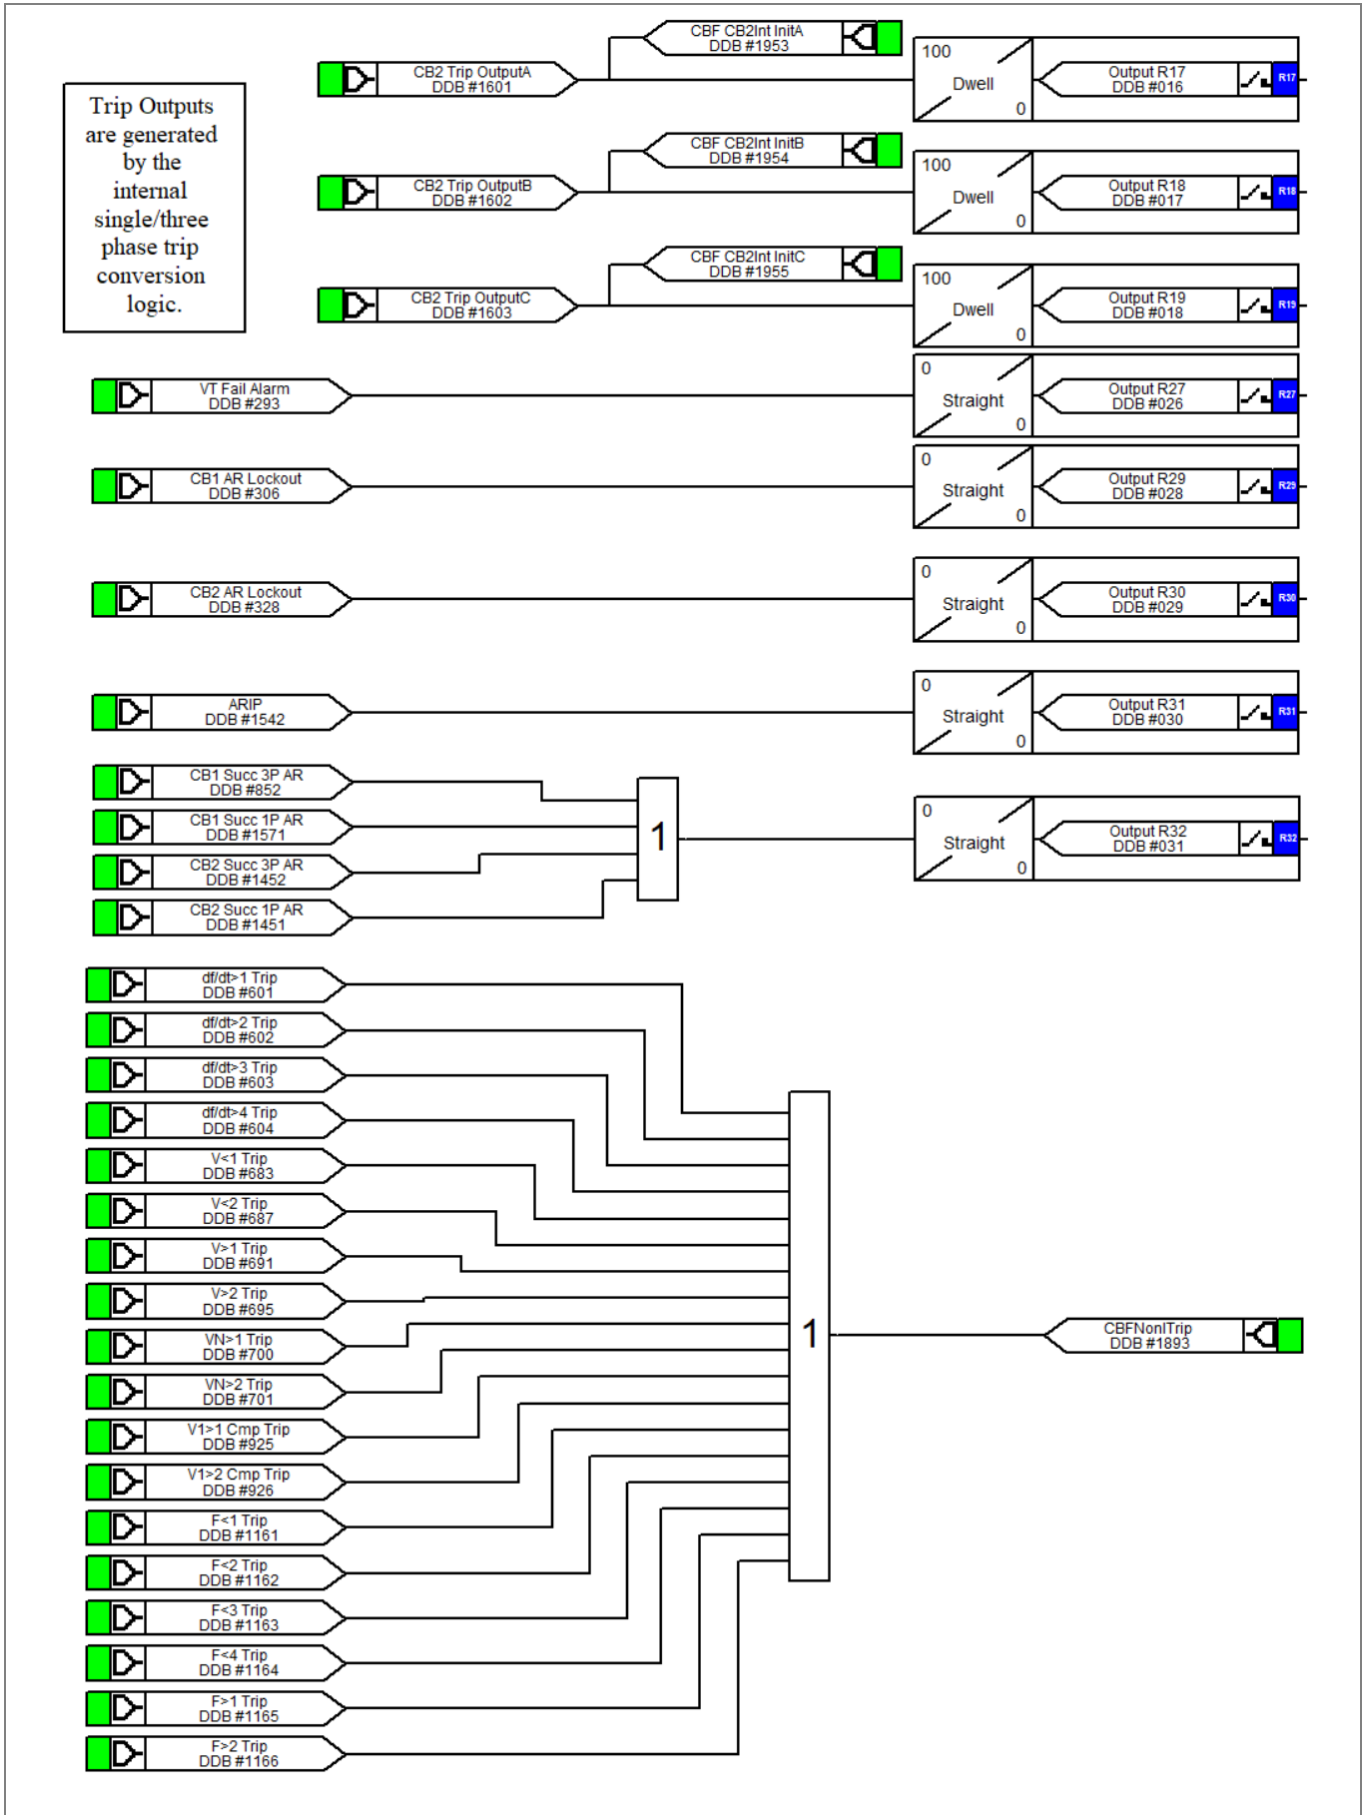 Trip Outputs
are generated
by the
internal
single/three
phase trip
conversion
logic.
CBF CB2Int InitA
DDB #1953
CB2 Trip OutputA
DDB #1601
100
Dwell
0
Output R17
DDB #016
R17
CBF CB2Int InitB
DDB #1954
CB2 Trip OutputB
DDB #1602
100
Dwell
0
Output R18
DDB #017
R18
CBF CB2Int InitC
DDB #1955
CB2 Trip OutputC
DDB #1603
100
Dwell
0
Output R19
DDB #018
R19
VT Fail Alarm
DDB #293
0
Straight
0
Output R27
DDB #026
R27
CB1 AR Lockout
DDB #306
0
Straight
0
Output R29
DDB #028
R29
CB2 AR Lockout
DDB #328
0
Straight
0
Output R30
DDB #029
R30
ARIP
DDB #1542
0
Straight
0
Output R31
DDB #030
R31
CB1 Succ 3P AR
DDB #852
CB1 Succ 1P AR
DDB #1571
CB2 Succ 3P AR
DDB #1452
CB2 Succ 1P AR
DDB #1451
1
0
Straight
0
Output R32
DDB #031
R32
df/dt>1 Trip
DDB #601
df/dt>2 Trip
DDB #602
df/dt>3 Trip
DDB #603
df/dt>4 Trip
DDB #604
V<1 Trip
DDB #683
V<2 Trip
DDB #687
V>1 Trip
DDB #691
V>2 Trip
DDB #695
VN>1 Trip
DDB #700
VN>2 Trip
DDB #701
V1>1 Cmp Trip
DDB #925
V1>2 Cmp Trip
DDB #926
F<1 Trip
DDB #1161
F<2 Trip
DDB #1162
F<3 Trip
DDB #1163
F<4 Trip
DDB #1164
F>1 Trip
DDB #1165
F>2 Trip
DDB #1166
1
CBFNonITrip
DDB #1893